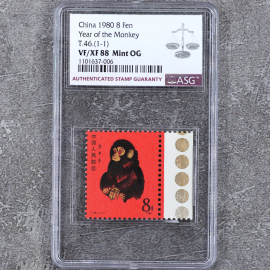 China 1980 8 Fen
Year of the Monkey
T.46.(1-1)
VF/XF 88 Mint OG
1101637-006
ASG
AUTHENTICATED STAMP GUARANTY
中国人民邮政
8分